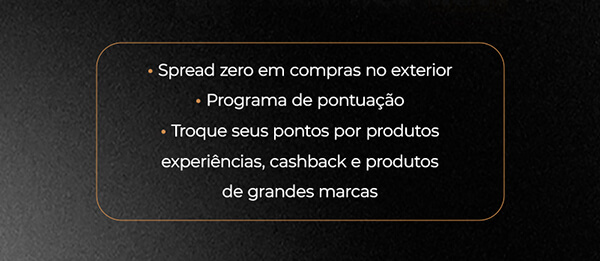 • Spread zero em compras no exterior
• Programa de pontuação
• Troque seus pontos por produtos
experiências, cashback e produtos
de grandes marcas